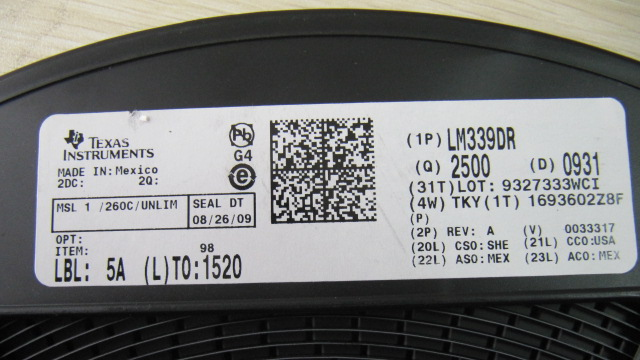 TEXAS
INSTRUMENTS
MADE IN: Mexico
2DC: 2Q:
MSL 1 /260C/UNLIM
SEAL DT
08/26/09
OPT:
ITEM: 98
LBL: 5A (L)TO:1520
Pb
G4
e
(1P) LM339DR
(Q) 2500 (D) 0931
(31T)LOT: 9327333WCI
(4W) TKY(1T) 1693602Z8F
(P)
(2P) REV: A (V) 0033317
(20L) CSO:SHE (21L) CCO:USA
(22L) ASO:MEX (23L) ACO:MEX